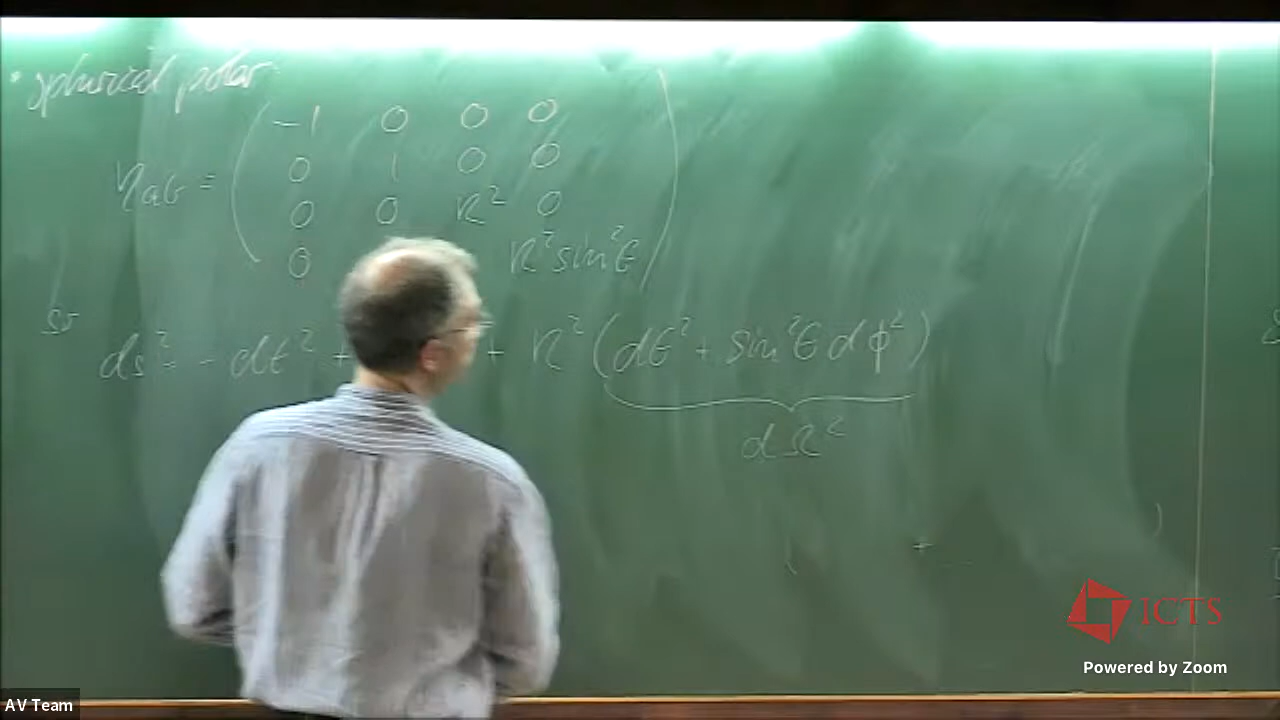 • spherical polar
-1 0 0 0
0 1 0 0
ηab =
0 0 r² 0
0 r² sin²θ
so
ds² = - dt² + + r² (dθ² + sin²θ dϕ²)
dΩ²
ICTS
Powered by Zoom
AV Team